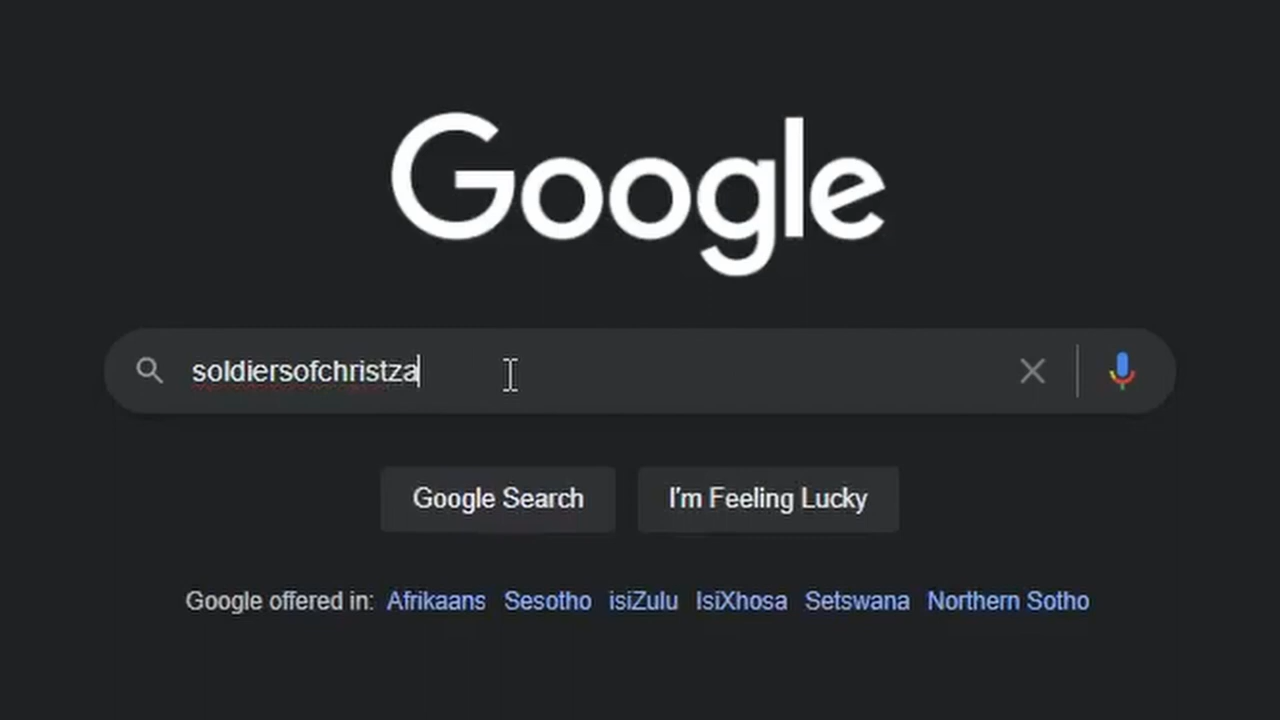 Google
soldiersofchristza
Google Search I'm Feeling Lucky
Google offered in: Afrikaans Sesotho isiZulu IsiXhosa Setswana Northern Sotho